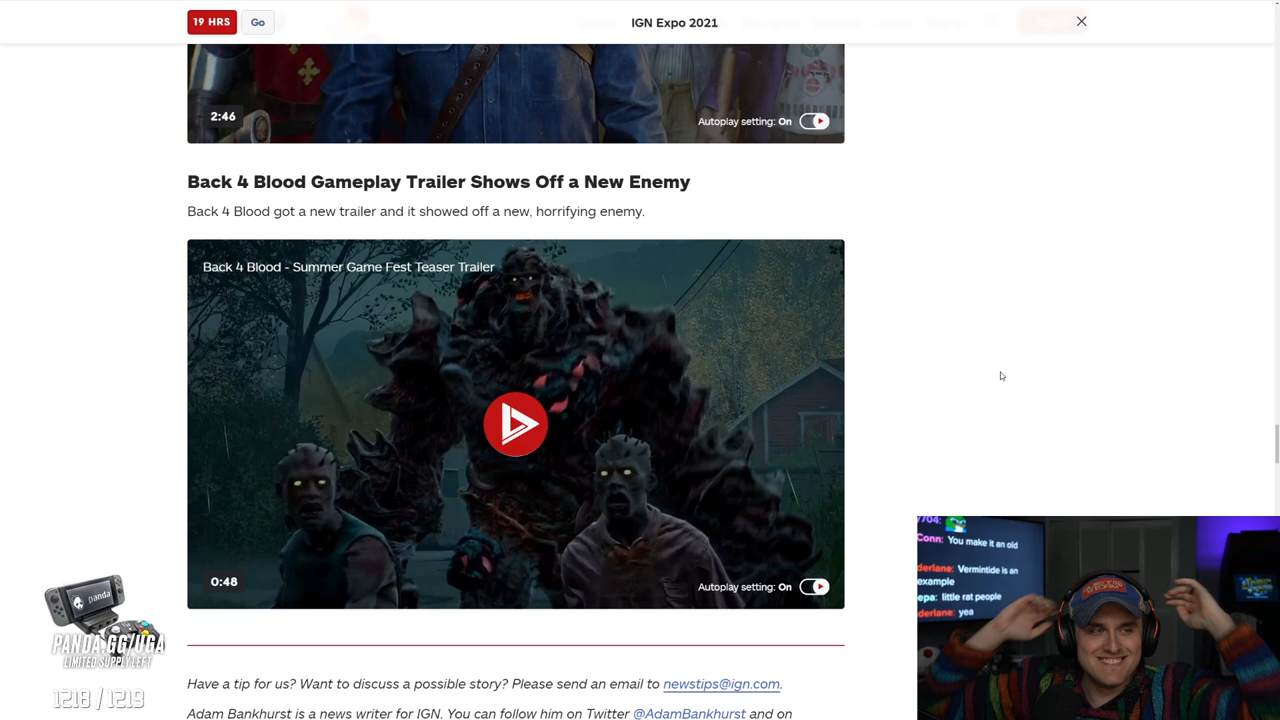 19 HRS
Go
IGN Expo 2021
2:46
Autoplay setting: On
Back 4 Blood Gameplay Trailer Shows Off a New Enemy
Back 4 Blood got a new trailer and it showed off a new, horrifying enemy.
Back 4 Blood - Summer Game Fest Teaser Trailer
0:48
Autoplay setting: On
Have a tip for us? Want to discuss a possible story? Please send an email to newstips@ign.com.
Adam Bankhurst is a news writer for IGN. You can follow him on Twitter @AdamBankhurst and on
panda
PANDA.GG/UGA
LIMITED SUPPLY LEFT
1218 / 1219
704:
Conn: You make it an old
derlane: Vermintide is an
example
epa: little rat people
derlane: yea